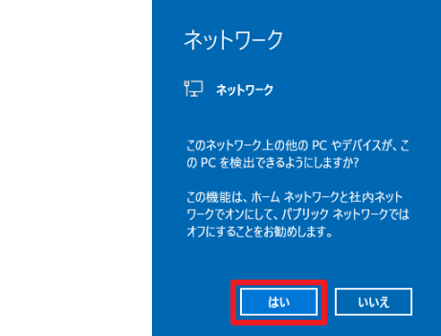 ネットワーク
ネットワーク
このネットワーク上の他の PC やデバイスが、こ
の PC を検出できるようにしますか?
この機能は、ホーム ネットワークと社内ネット
ワークでオンにして、パブリック ネットワークでは
オフにすることをお勧めします。
はい いいえ